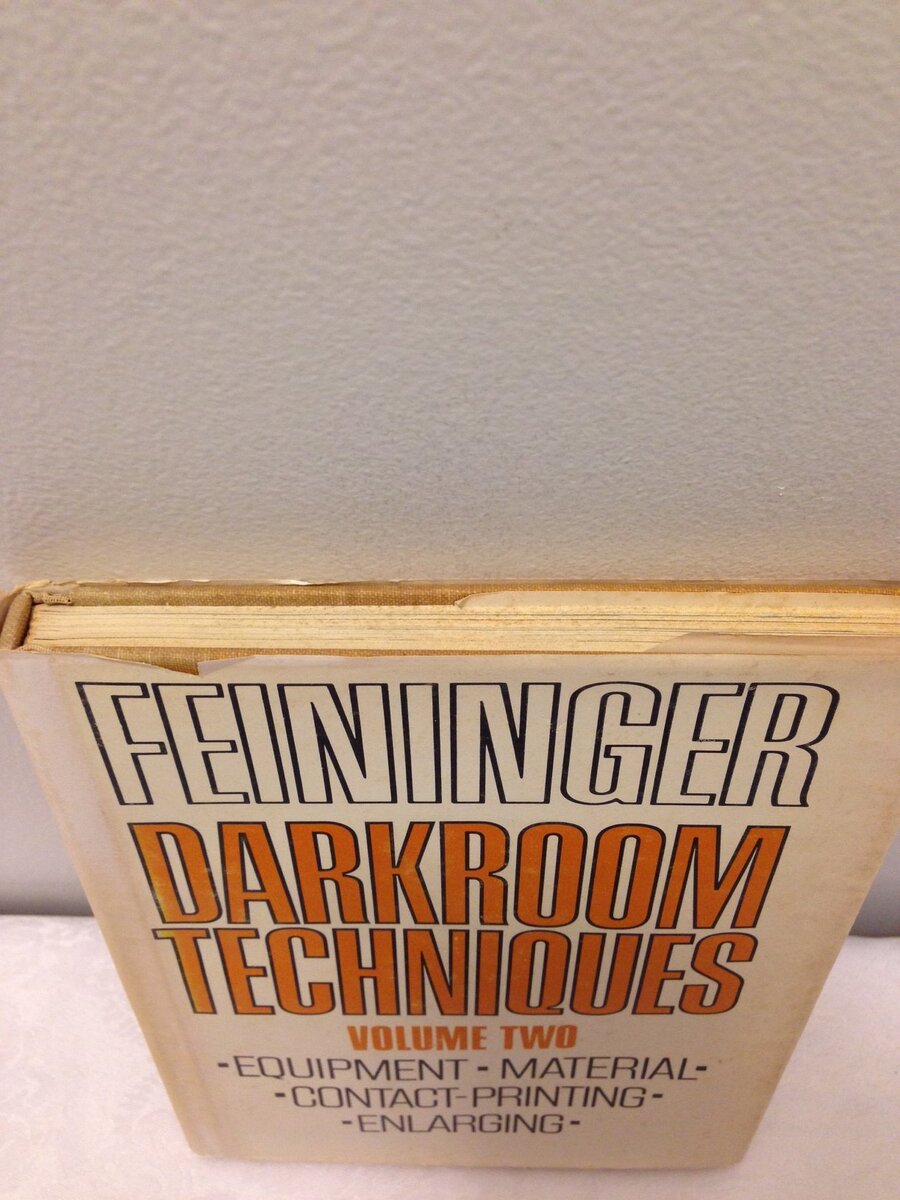 FEININGER
DARKROOM
TECHNIQUES
VOLUME TWO
•EQUIPMENT • MATERIAL•
•CONTACT-PRINTING•
•ENLARGING•